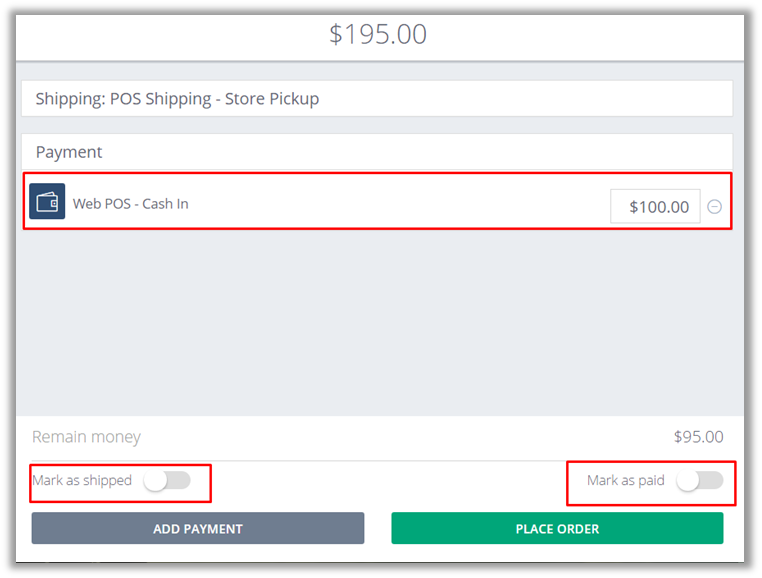 $195.00
Shipping: POS Shipping - Store Pickup
Payment
Web POS - Cash In $100.00
Remain money $95.00
Mark as shipped Mark as paid
ADD PAYMENT PLACE ORDER